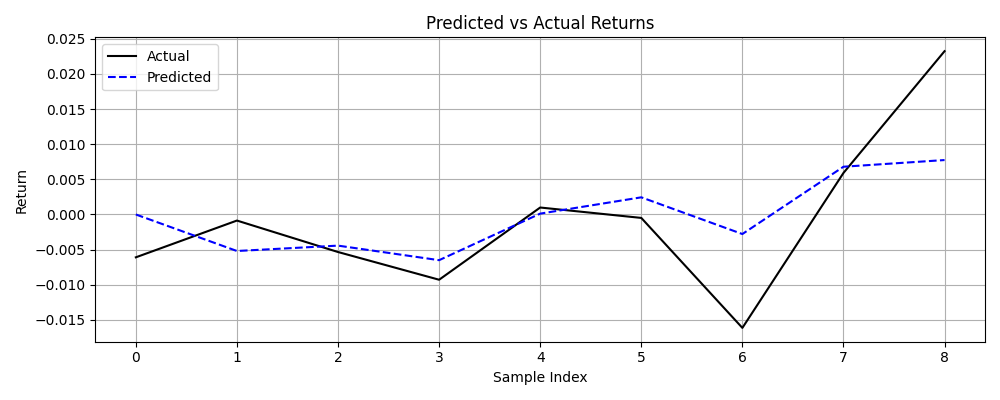 Predicted vs Actual Returns
Actual
Predicted
Return
0.025
0.020
0.015
0.010
0.005
0.000
−0.005
−0.010
−0.015
0 1 2 3 4 5 6 7 8
Sample Index